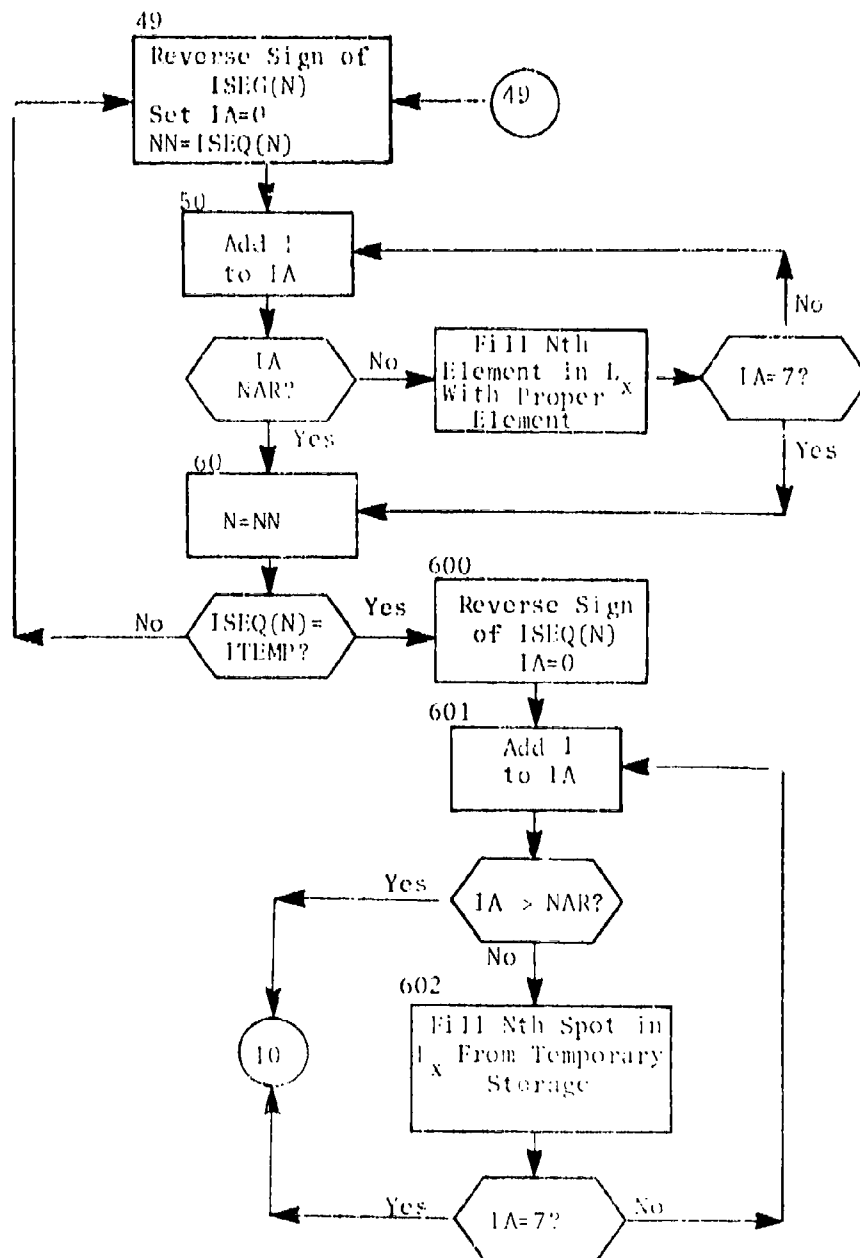 49
Reverse Sign of
ISEG(N)
Set IA=0
NN=ISEQ(N)
49
50
Add 1
to IA
No
IA
NAR?
No
Fill Nth
Element in Lx
With Proper
Element
IA=7?
Yes
Yes
60
N=NN
600
No
ISEQ(N)=
ITEMP?
Yes
Reverse Sign
of ISEQ(N)
IA=0
601
Add 1
to IA
Yes
IA > NAR?
No
602
Fill Nth Spot in
Lx From Temporary
Storage
10
Yes
IA=7?
No